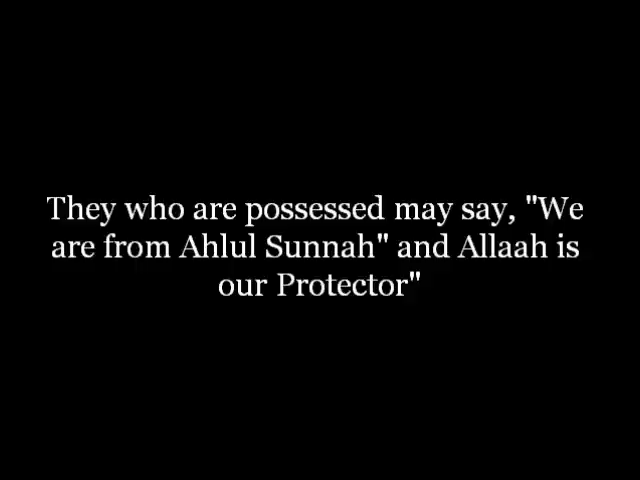 They who are possessed may say, "We
are from Ahlul Sunnah" and Allaah is
our Protector"